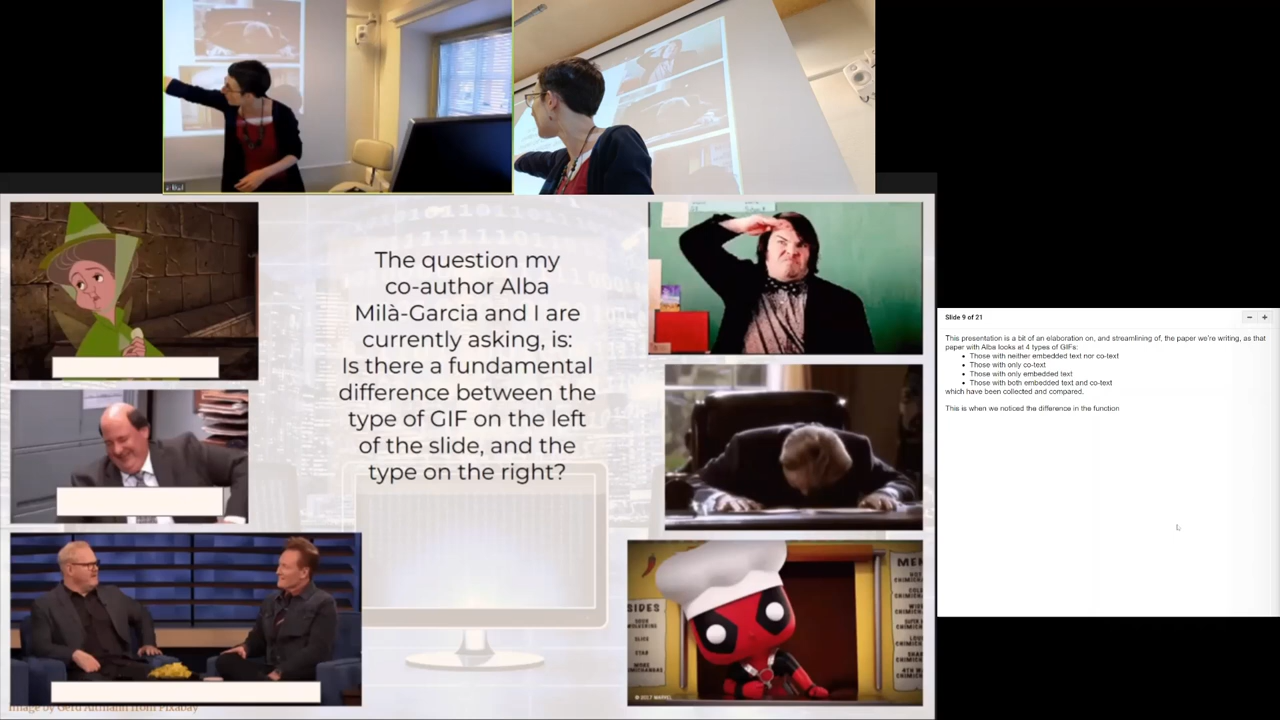 The question my
co-author Alba
Milà-Garcia and I are
currently asking, is:
Is there a fundamental
difference between the
type of GIF on the left
of the slide, and the
type on the right?
SIDES
© 2017 MARVEL
Image by Gerd Altmann from Pixabay
Slide 9 of 21
This presentation is a bit of an elaboration on, and streamlining of, the paper we're writing, as that
paper with Alba looks at 4 types of GIFs:
• Those with neither embedded text nor co-text
• Those with only co-text
• Those with only embedded text
• Those with both embedded text and co-text
which have been collected and compared.
This is when we noticed the difference in the function